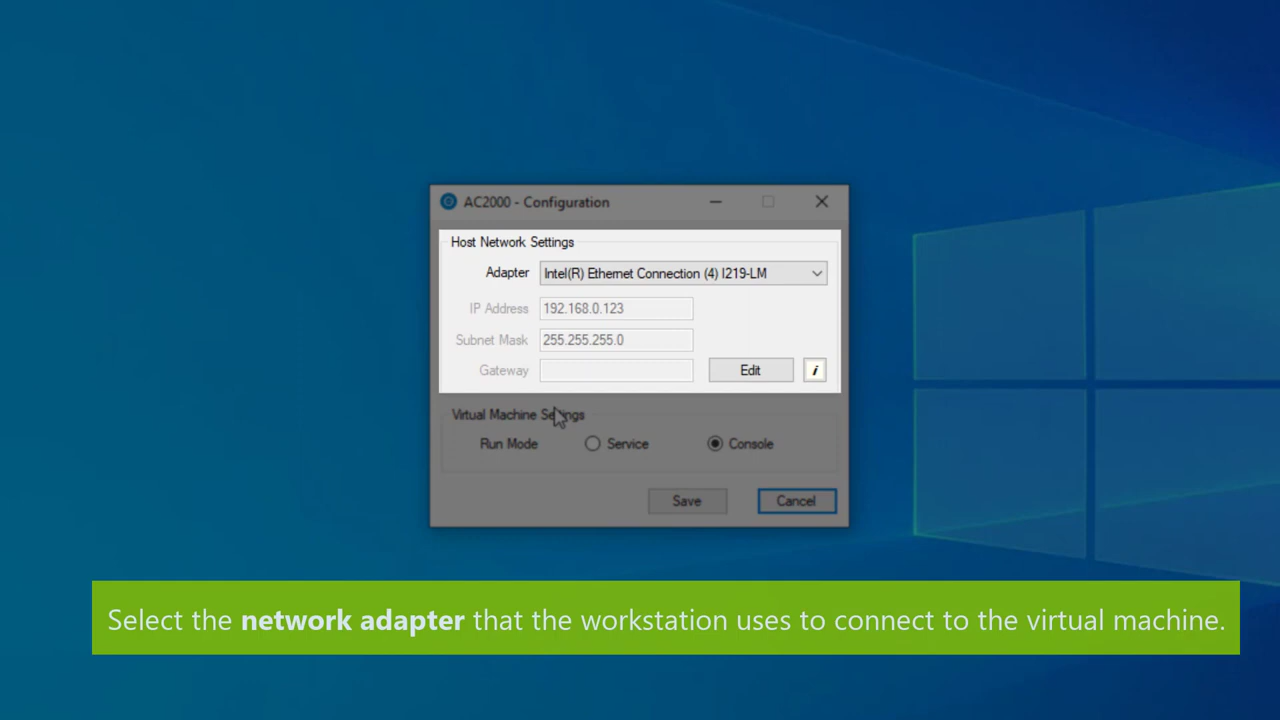 AC2000 - Configuration
Host Network Settings
Adapter Intel(R) Ethernet Connection (4) I219-LM
IP Address 192.168.0.123
Subnet Mask 255.255.255.0
Gateway Edit i
Virtual Machine Settings
Run Mode Service Console
Save Cancel
Select the network adapter that the workstation uses to connect to the virtual machine.